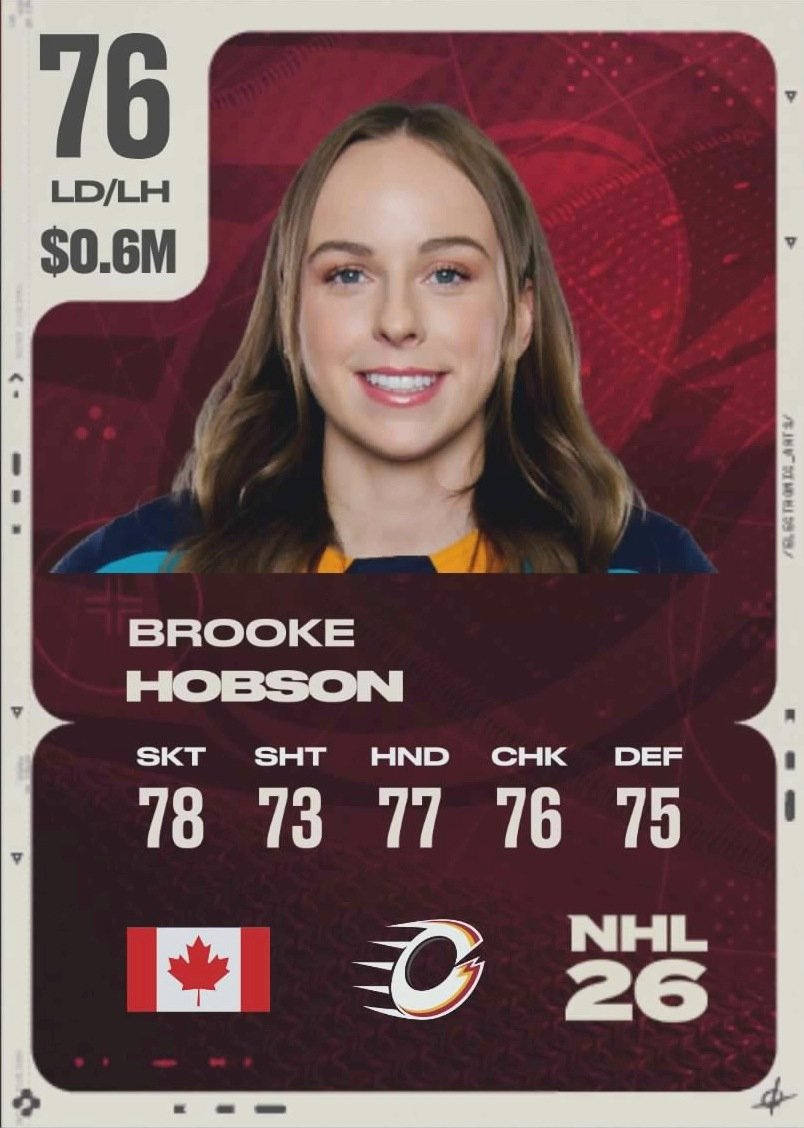 76
LD/LH
$0.6M
BROOKE
HOBSON
SKT SHT HND CHK DEF
78 73 77 76 75
NHL
26
/ELECTRONIC_ARTS/